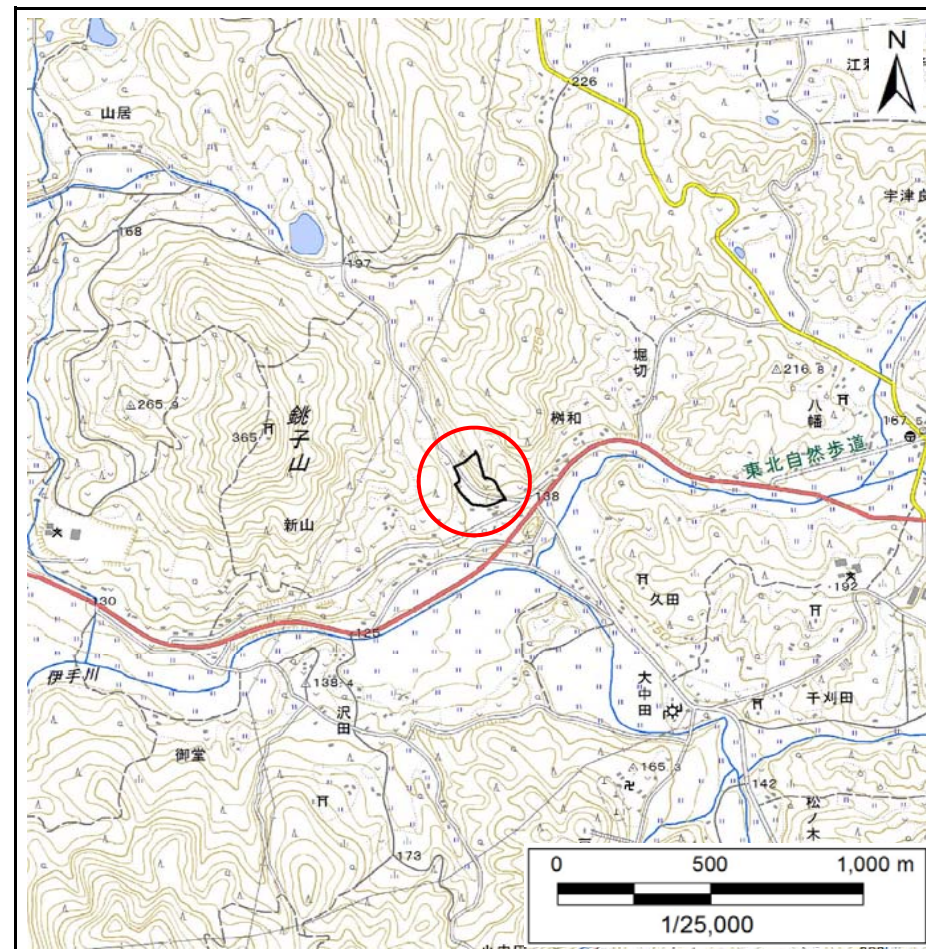 N
226
山居
宇津良
168
197
250
堀切
216.8
八幡
265.9
銚子山
365
桝和
167.5
東北自然歩道
138
新山
192
久田
150
130
125
伊手川
138.4
沢田
大中田
千刈田
御堂
165.3
142
松ノ木
173
0 500 1,000 m
1/25,000